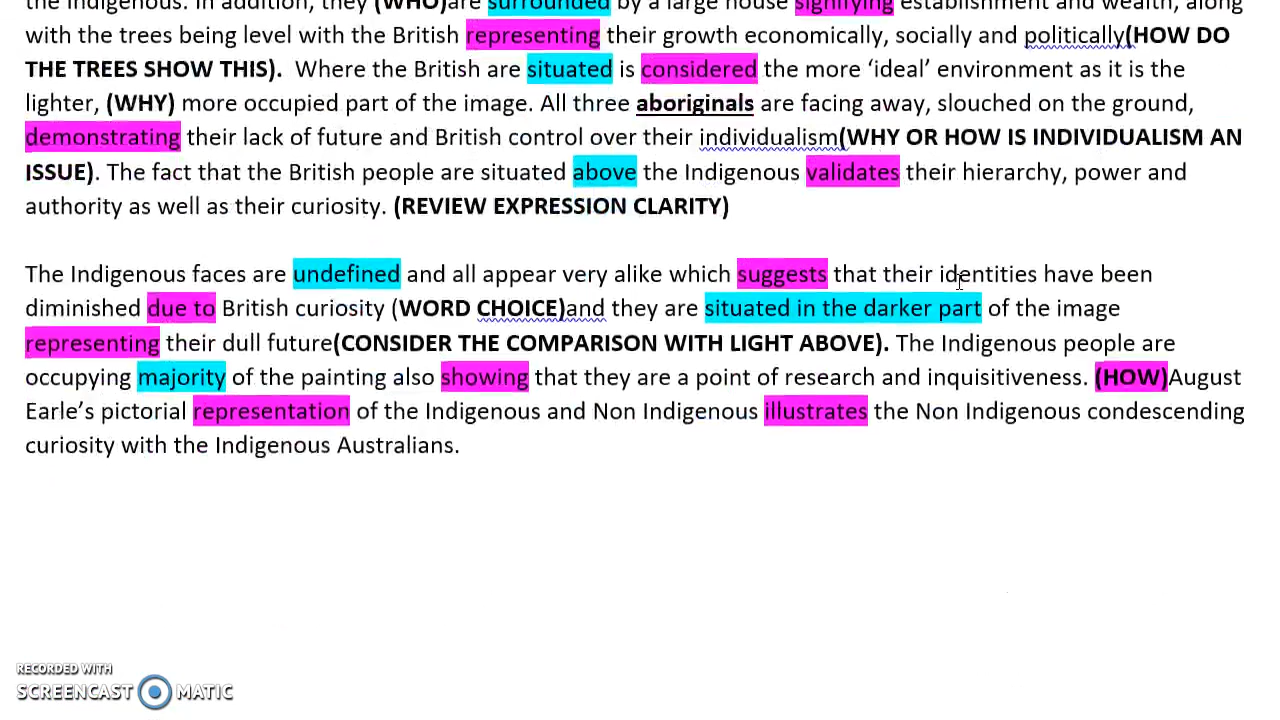 the Indigenous. In addition, they (WHO)are surrounded by a large house signifying establishment and wealth, along
with the trees being level with the British representing their growth economically, socially and politically(HOW DO
THE TREES SHOW THIS).  Where the British are situated is considered the more ‘ideal’ environment as it is the
lighter, (WHY) more occupied part of the image. All three aboriginals are facing away, slouched on the ground,
demonstrating their lack of future and British control over their individualism(WHY OR HOW IS INDIVIDUALISM AN
ISSUE). The fact that the British people are situated above the Indigenous validates their hierarchy, power and
authority as well as their curiosity. (REVIEW EXPRESSION CLARITY)
The Indigenous faces are undefined and all appear very alike which suggests that their identities have been
diminished due to British curiosity (WORD CHOICE)and they are situated in the darker part of the image
representing their dull future(CONSIDER THE COMPARISON WITH LIGHT ABOVE). The Indigenous people are
occupying majority of the painting also showing that they are a point of research and inquisitiveness. (HOW)August
Earle’s pictorial representation of the Indigenous and Non Indigenous illustrates the Non Indigenous condescending
curiosity with the Indigenous Australians.
RECORDED WITH
SCREENCAST MATIC